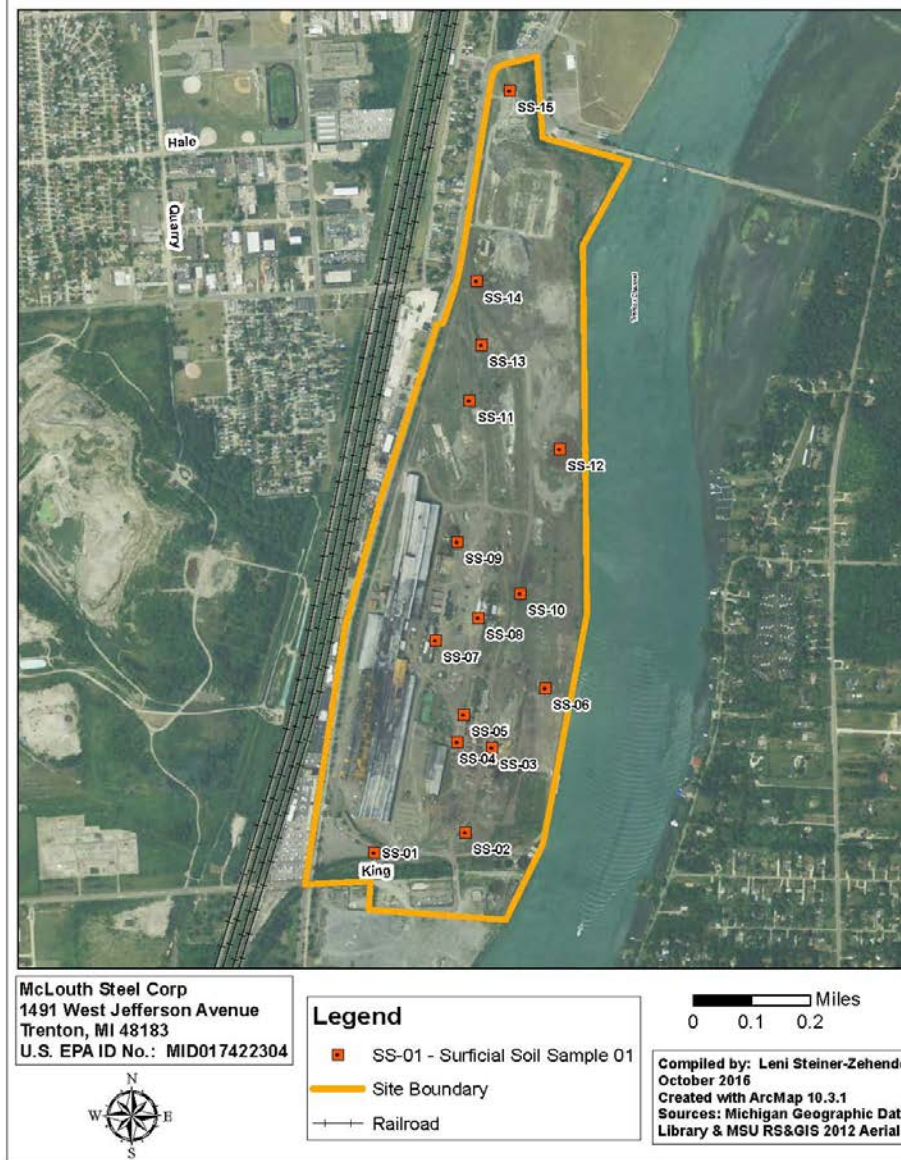 SS-15
Hale
Quarry
SS-14
SS-13
SS-11
SS-12
SS-09
SS-10
SS-08
SS-07
SS-06
SS-05
SS-04
SS-03
SS-02
SS-01
King
McLouth Steel Corp
1491 West Jefferson Avenue
Trenton, MI 48183
U.S. EPA ID No.: MID017422304
N
W
E
S
Legend
SS-01 - Surficial Soil Sample 01
Site Boundary
Railroad
Miles
0 0.1 0.2
Compiled by: Leni Steiner-Zehende
October 2016
Created with ArcMap 10.3.1
Sources: Michigan Geographic Dat
Library & MSU RS&GIS 2012 Aerial